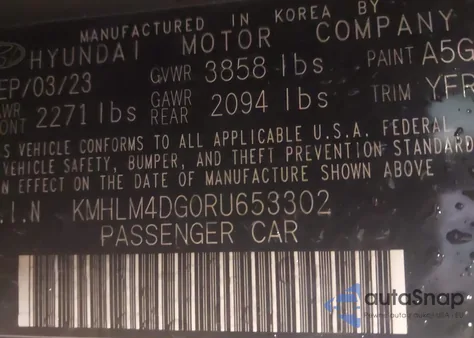 MANUFACTURED IN KOREA BY
HYUNDAI MOTOR COMPANY
EP/03/23 GVWR 3858 lbs PAINT A5G
WR ONT 2271 lbs GAWR REAR 2094 lbs TRIM YFR
S VEHICLE CONFORMS TO ALL APPLICABLE U.S.A. FEDERAL
VEHICLE SAFETY, BUMPER, AND THEFT PREVENTION STANDARD
N EFFECT ON THE DATE OF MANUFACTURE SHOWN ABOVE
.I.N KMHLM4DG0RU653302
PASSENGER CAR
autoSnap